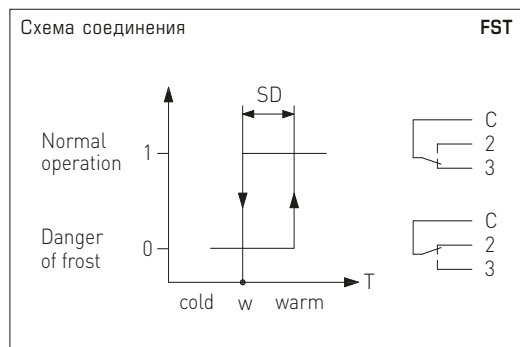 Схема соединения FST
SD
Normal
operation
1
C
2
3
Danger
of frost
0
C
2
3
T
cold w warm